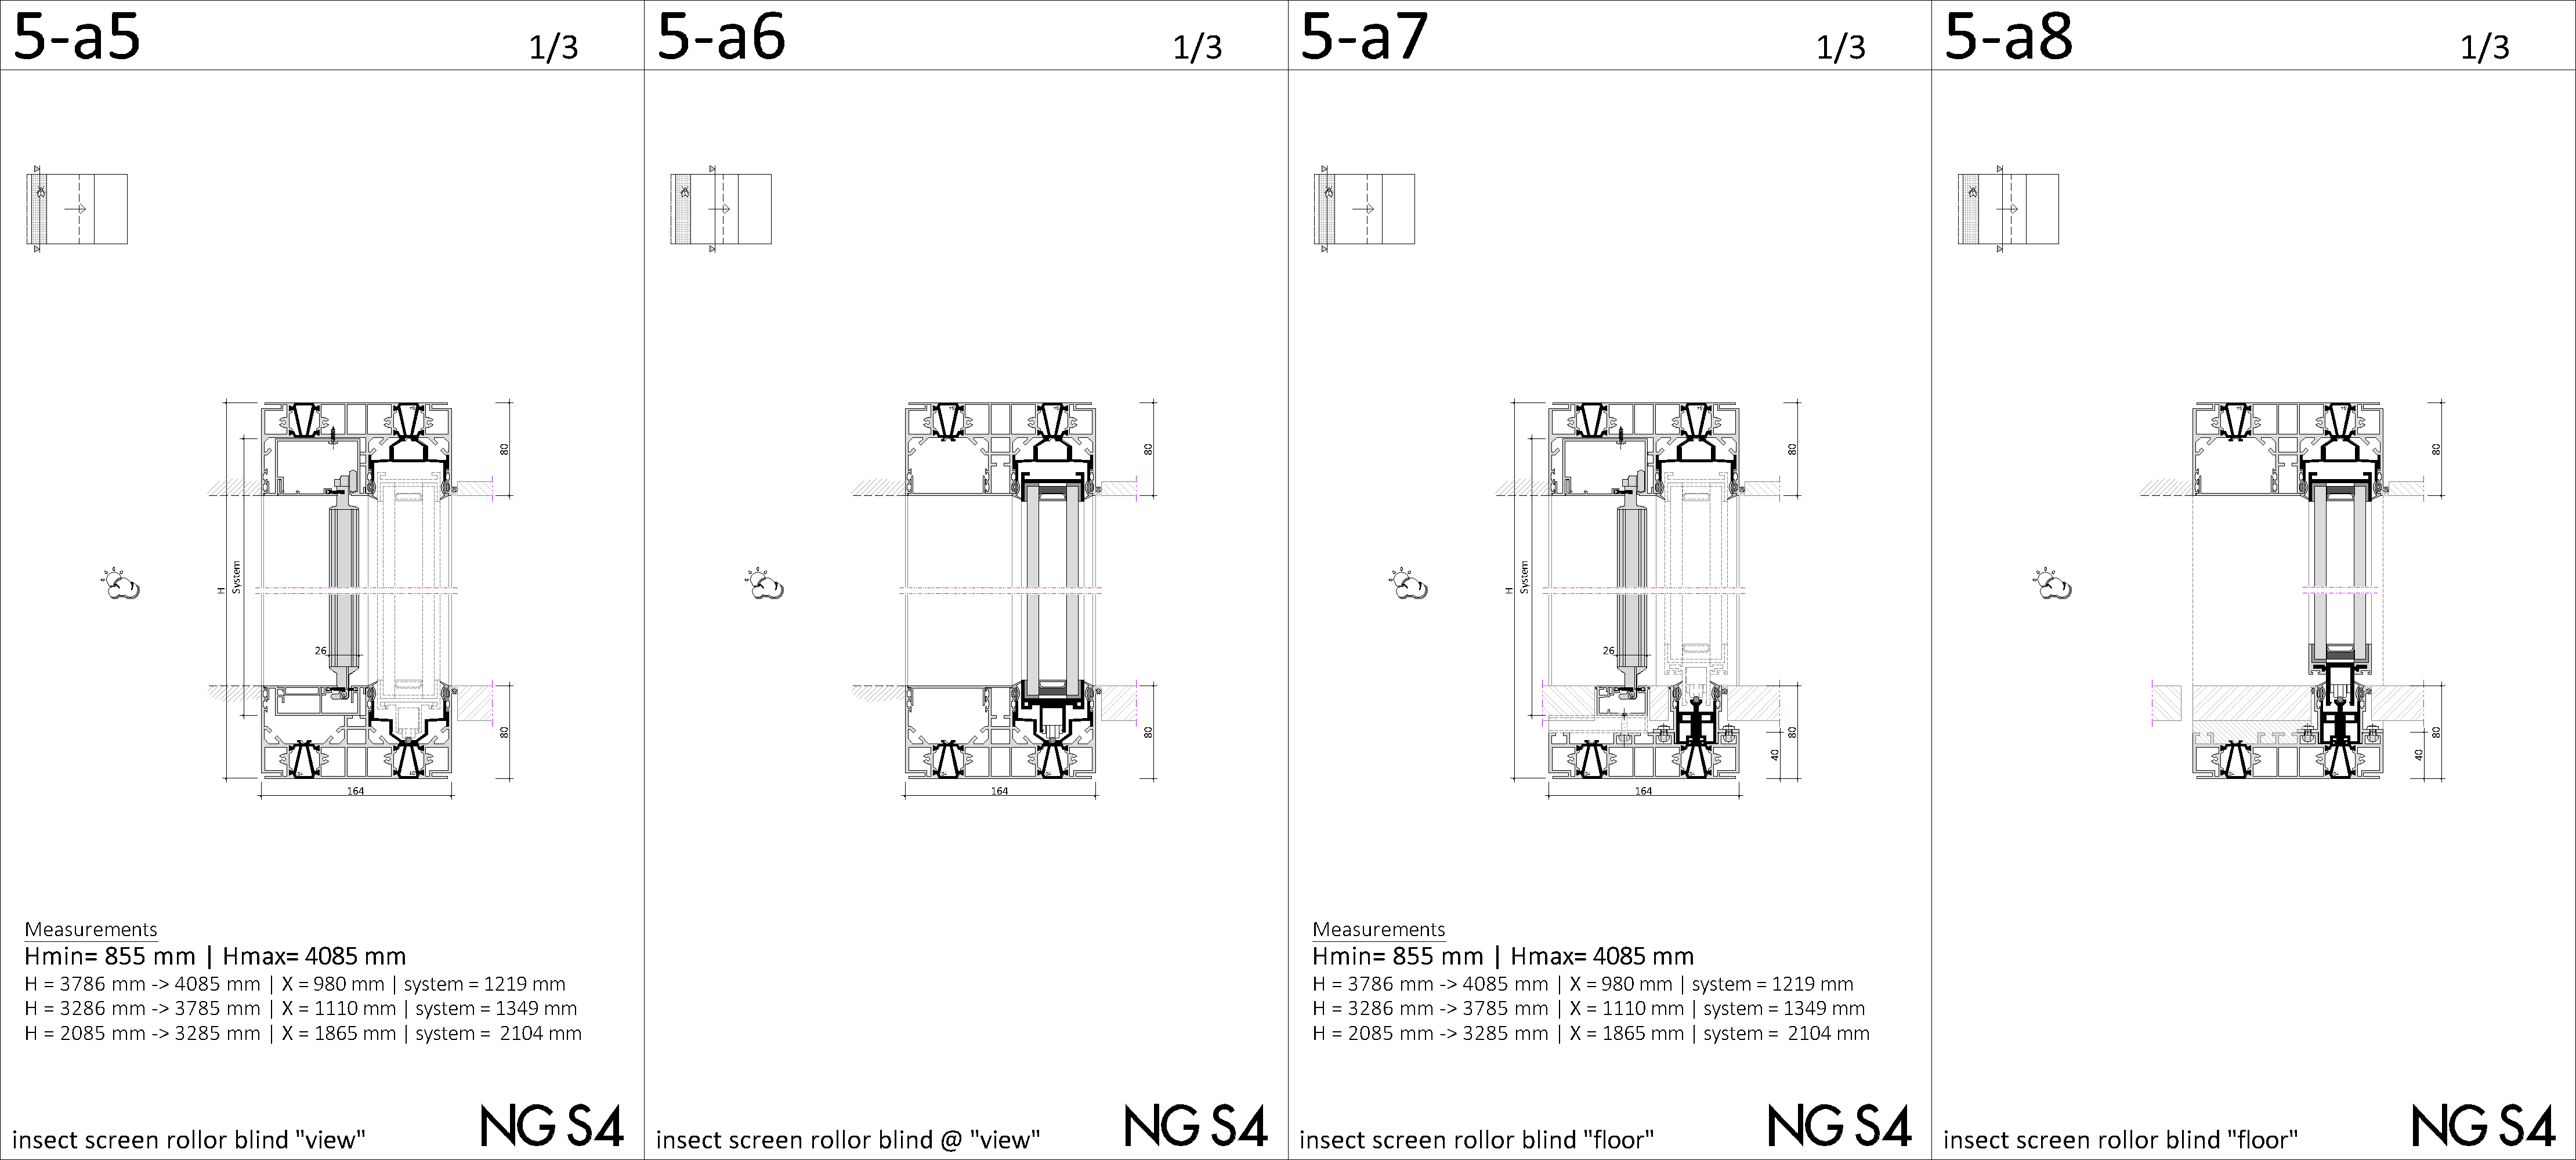 5-a5
1/3
80
H
System
26
80
164
Measurements
Hmin= 855 mm | Hmax= 4085 mm
H = 3786 mm -> 4085 mm | X = 980 mm | system = 1219 mm
H = 3286 mm -> 3785 mm | X = 1110 mm | system = 1349 mm
H = 2085 mm -> 3285 mm | X = 1865 mm | system = 2104 mm
insect screen rollor blind "view"
NG S4
5-a6
1/3
80
80
164
insect screen rollor blind @ "view"
NG S4
5-a7
1/3
80
H
System
26
80
40
164
Measurements
Hmin= 855 mm | Hmax= 4085 mm
H = 3786 mm -> 4085 mm | X = 980 mm | system = 1219 mm
H = 3286 mm -> 3785 mm | X = 1110 mm | system = 1349 mm
H = 2085 mm -> 3285 mm | X = 1865 mm | system = 2104 mm
insect screen rollor blind "floor"
NG S4
5-a8
1/3
80
80
40
insect screen rollor blind "floor"
NG S4